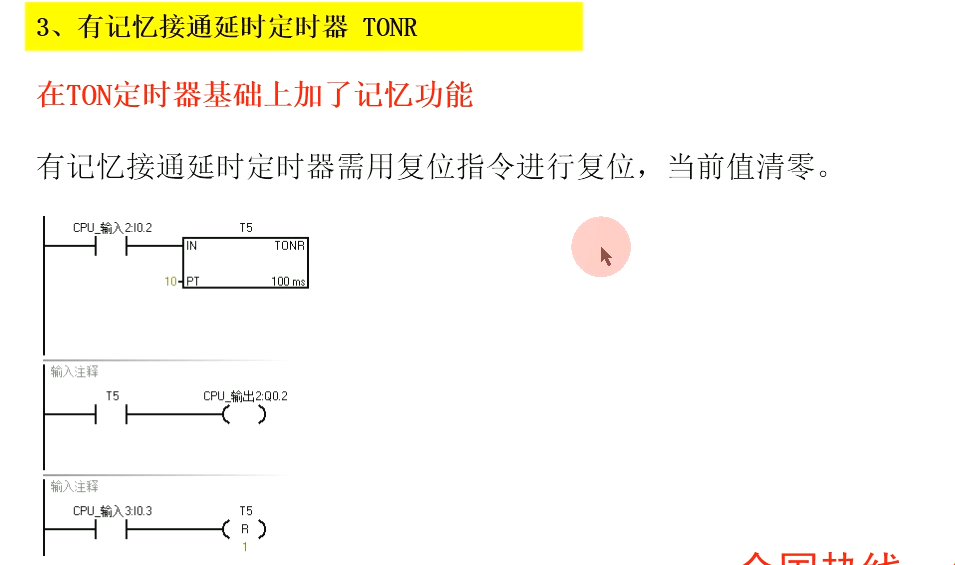 3、有记忆接通延时定时器 TONR
在TON定时器基础上加了记忆功能
有记忆接通延时定时器需用复位指令进行复位，当前值清零。
CPU_输入2:I0.2
T5
IN
TONR
10
PT
100 ms
输入注释
T5
CPU_输出2:Q0.2
输入注释
CPU_输入3:I0.3
T5
R
1
全国热线